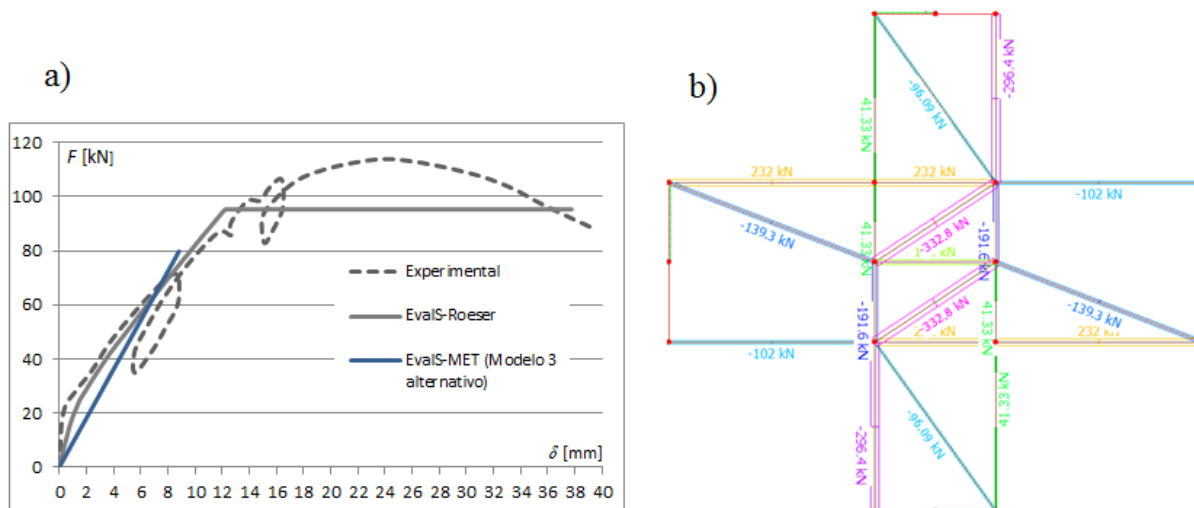 a)
F [kN]
120
100
80
60
40
20
0
Experimental
EvalS-Roeser
EvalS-MET (Modelo 3
alternativo)
δ [mm]
0 2 4 6 8 10 12 14 16 18 20 22 24 26 28 30 32 34 36 38 40
b)
-296.4 kN
-96.09 kN
41.33 kN
232 kN
232 kN
-102 kN
-139.3 kN
41.33 kN
-332.8 kN
-191.6 kN
kN
-191.6 kN
-332.8 kN
41.33 kN
-139.3 kN
-102 kN
kN
232 kN
41.33 kN
-96.09 kN
-296.4 kN